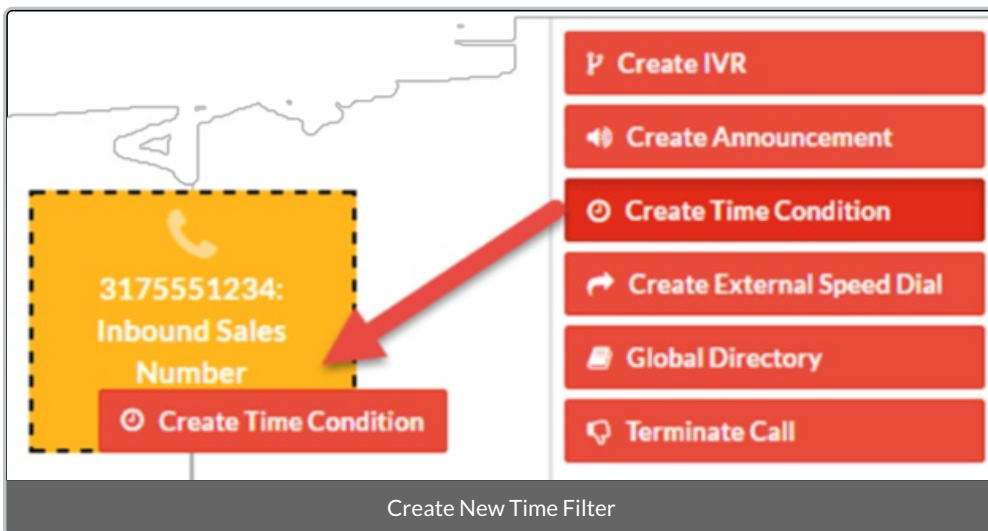 Create IVR
Create Announcement
Create Time Condition
Create External Speed Dial
Global Directory
Terminate Call
3175551234:
Inbound Sales
Number
Create Time Condition
Create New Time Filter